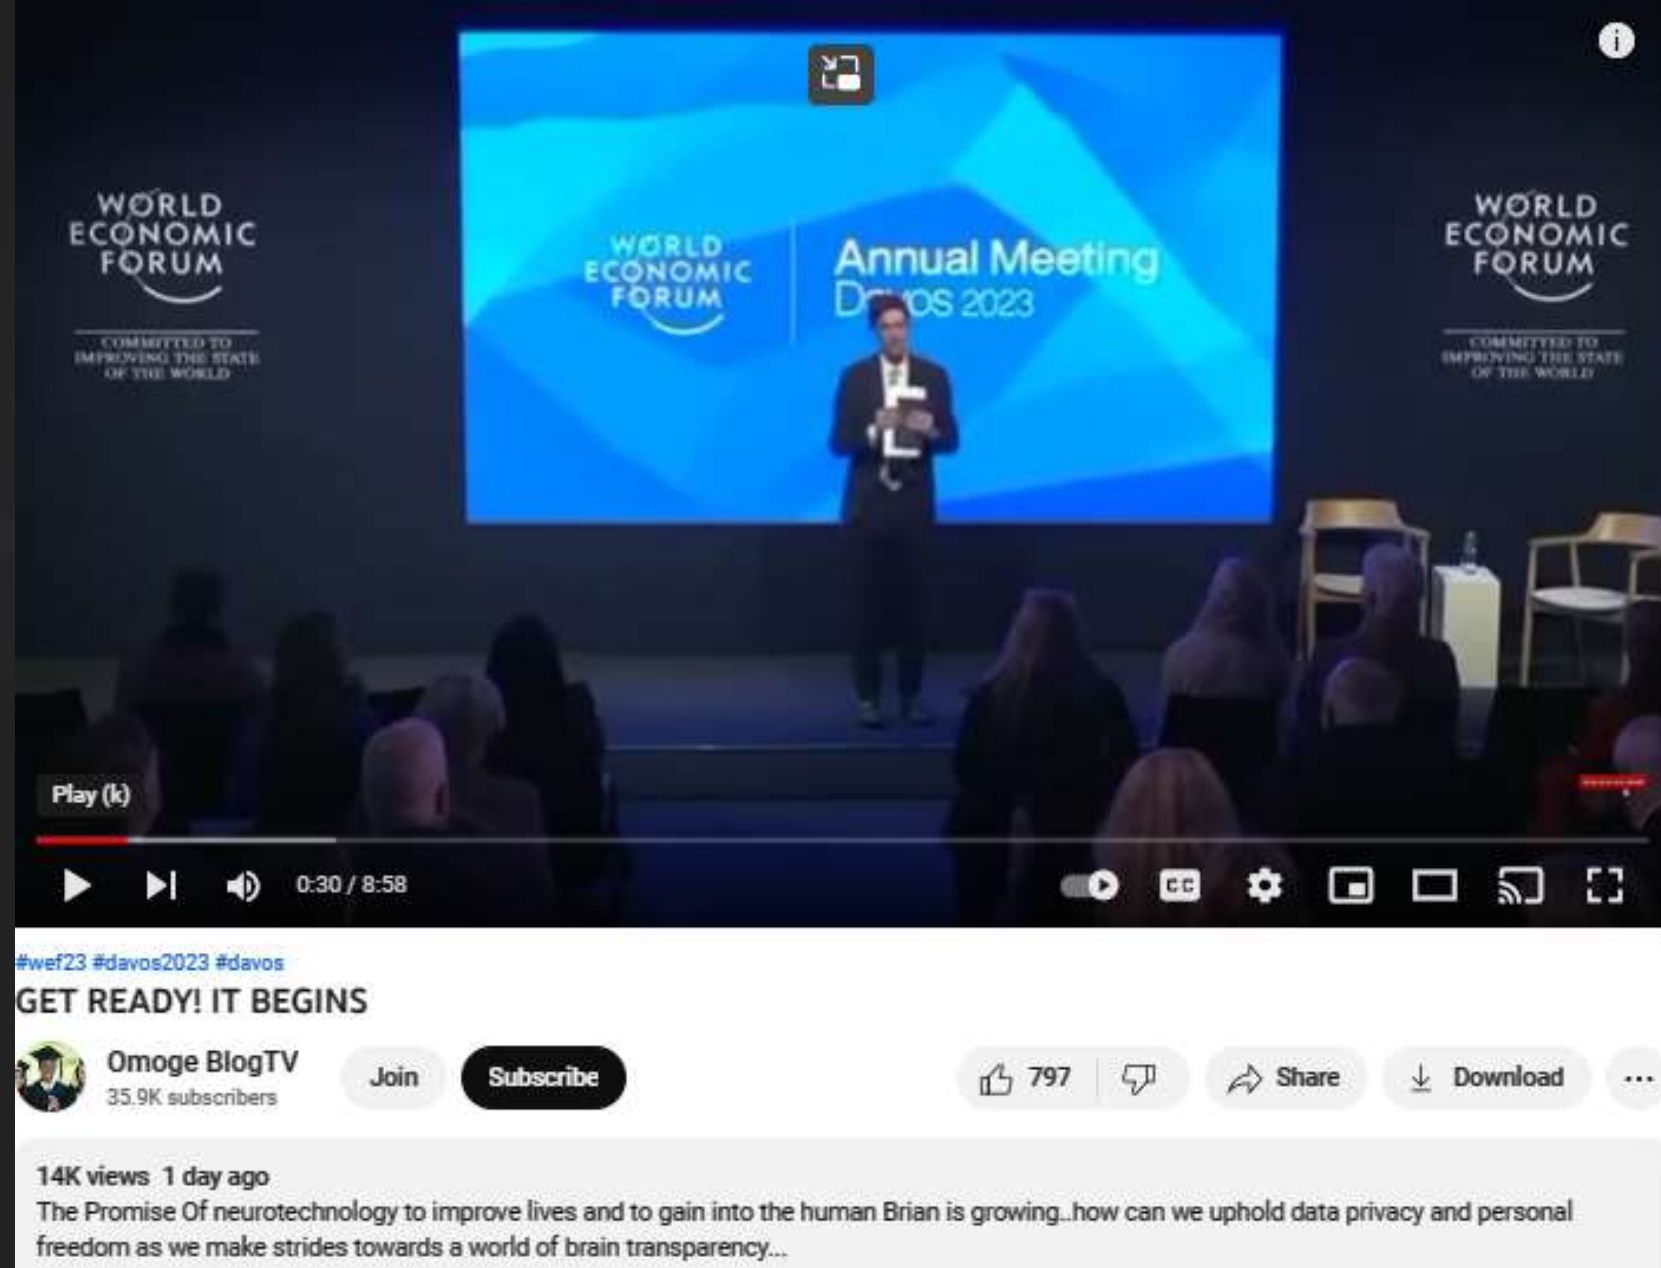 WORLD
ECONOMIC
FORUM
COMMITTED TO
IMPROVING THE STATE
OF THE WORLD
WORLD
ECONOMIC
FORUM
Annual Meeting
2023
WORLD
ECONOMIC
FORUM
COMMITTED TO
IMPROVING THE STATE
OF THE WORLD
Play (k)
0:30 / 8:58
CC
#wef23 #davos2023 #davos
GET READY! IT BEGINS
Omoge BlogTV
35.9K subscribers
Join
Subscribe
797
Share
Download
14K views 1 day ago
The Promise Of neurotechnology to improve lives and to gain into the human Brian is growing..how can we uphold data privacy and personal
freedom as we make strides towards a world of brain transparency...